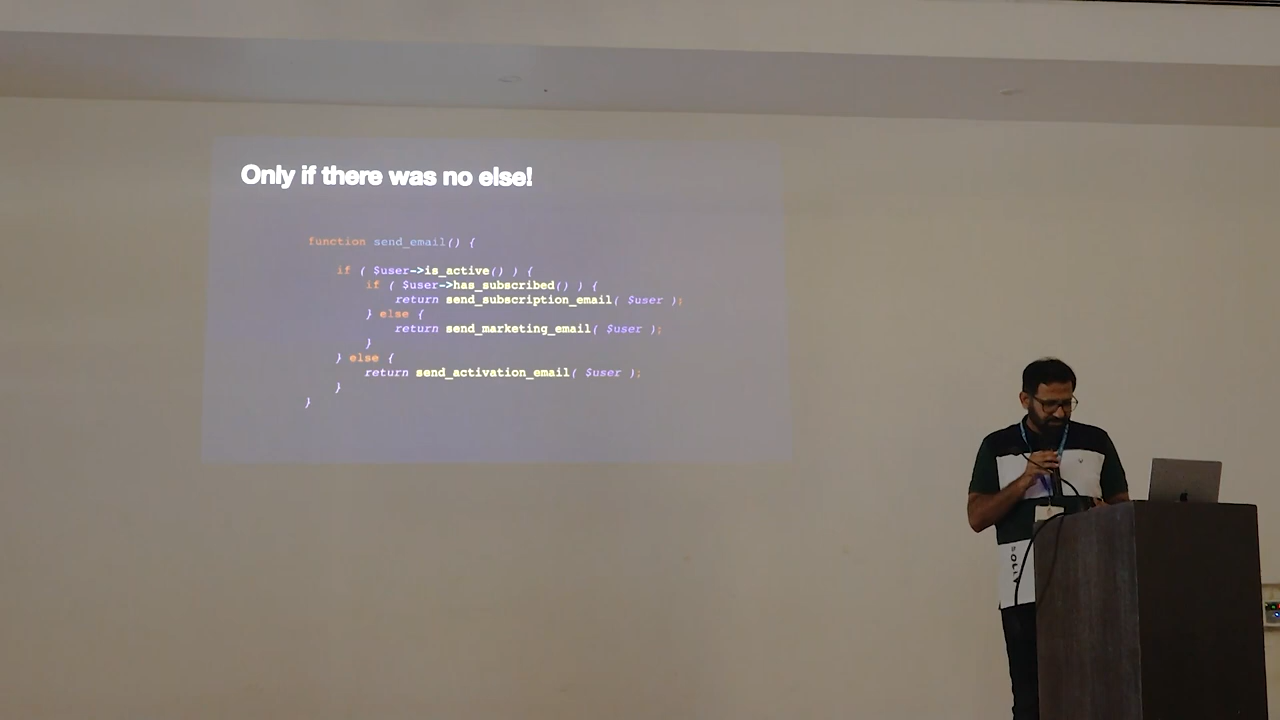 Only if there was no else!
function send_email() {
if ( $user->is_active() ) {
if ( $user->has_subscribed() ) {
return send_subscription_email( $user );
} else {
return send_marketing_email( $user );
}
} else {
return send_activation_email( $user );
}
}